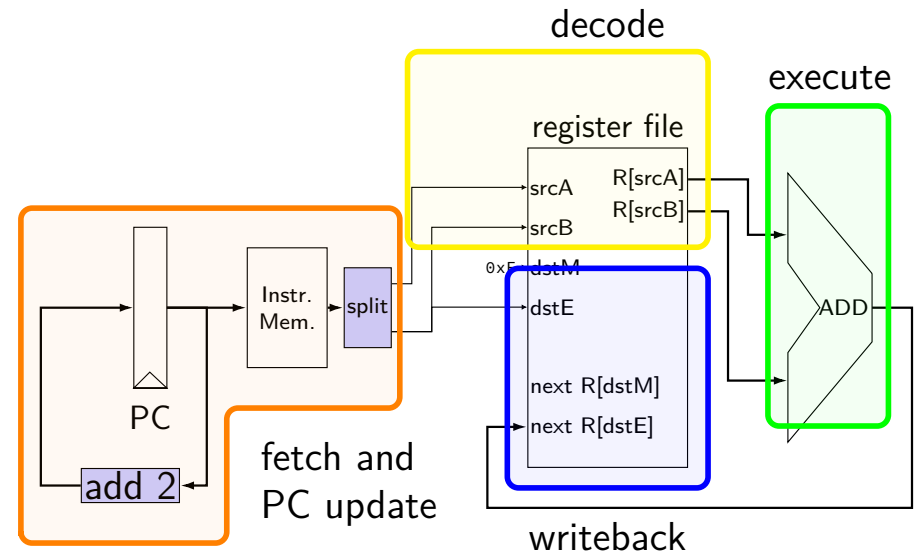 decode
execute
register file
srcA
R[srcA]
R[srcB]
srcB
0xF
dstM
Instr.
Mem.
split
dstE
ADD
PC
next R[dstM]
next R[dstE]
add 2
fetch and
PC update
writeback